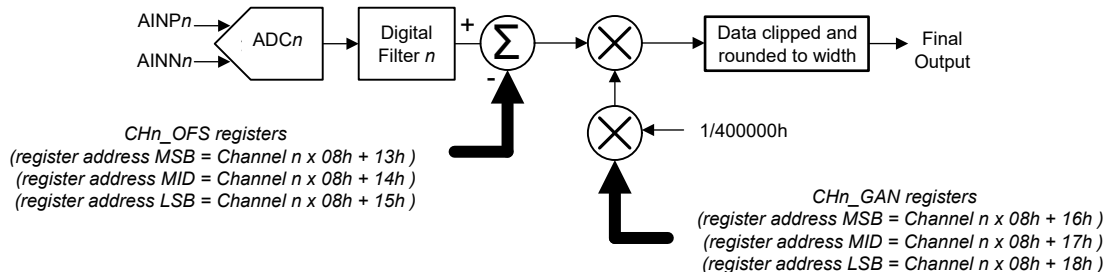 AINPn
AINNn
ADCn
Digital
Filter n
+
Σ
-
Data clipped and
rounded to width
Final
Output
1/400000h
CHn_OFS registers
(register address MSB = Channel n x 08h + 13h )
(register address MID = Channel n x 08h + 14h )
(register address LSB = Channel n x 08h + 15h )
CHn_GAN registers
(register address MSB = Channel n x 08h + 16h )
(register address MID = Channel n x 08h + 17h )
(register address LSB = Channel n x 08h + 18h )